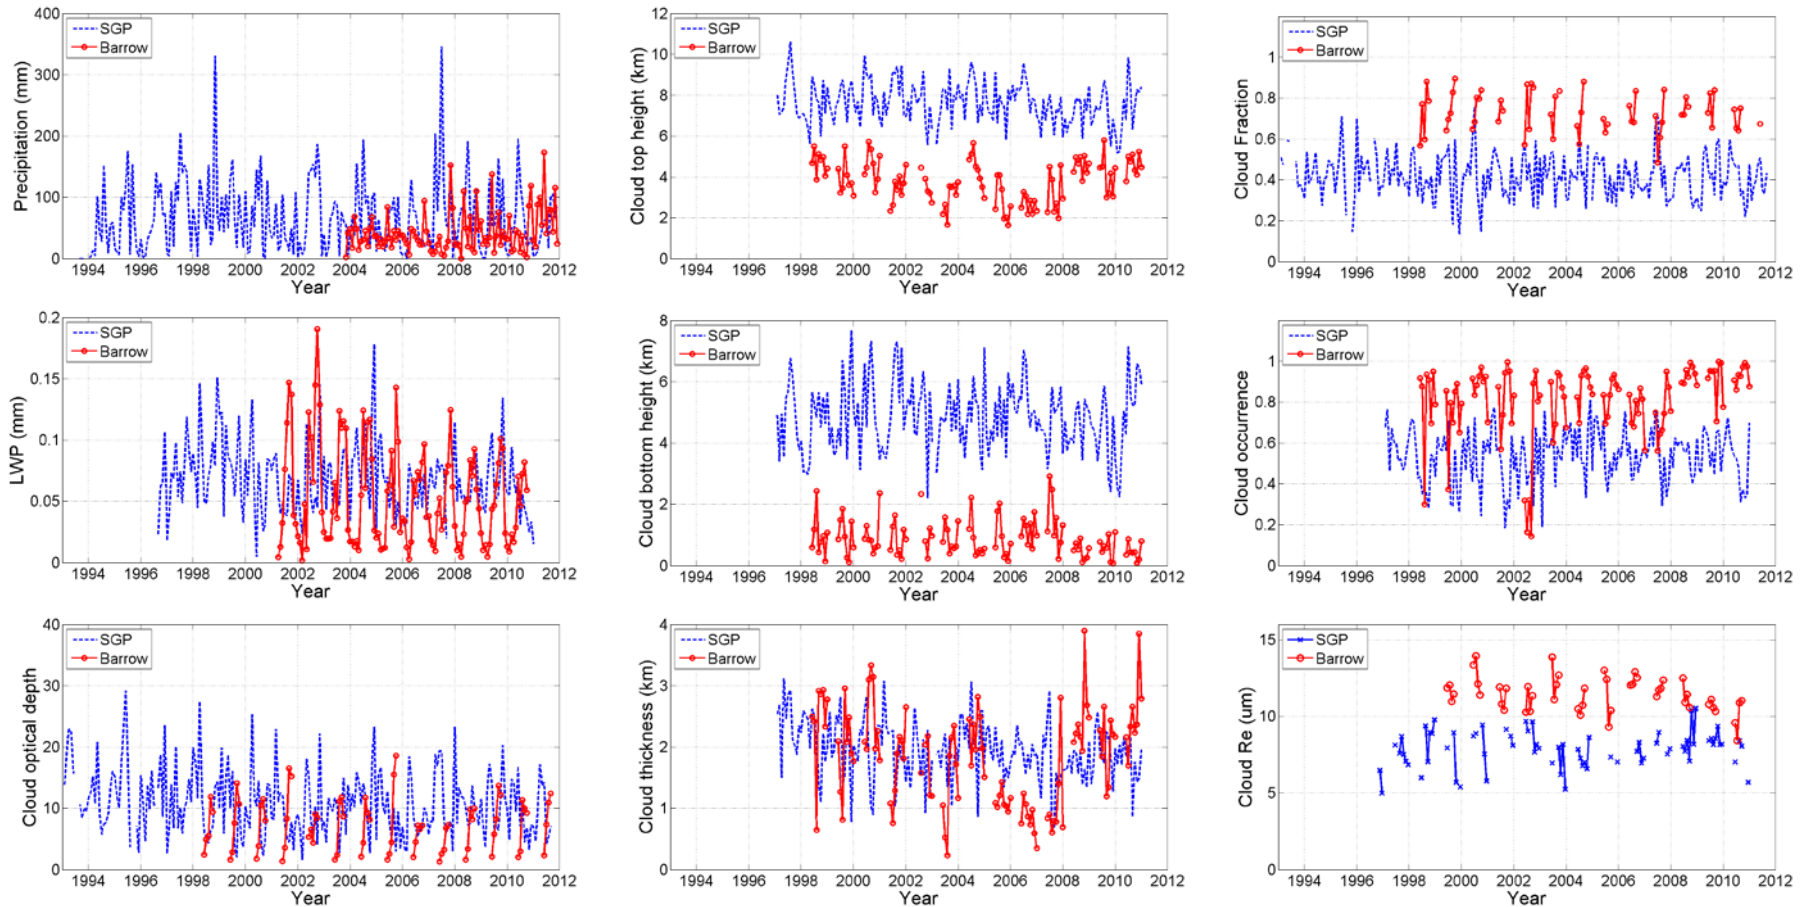 400
300
200
100
0
Precipitation (mm)
SGP
Barrow
1994 1996 1998 2000 2002 2004 2006 2008 2010 2012
Year
12
10
8
6
4
2
0
Cloud top height (km)
SGP
Barrow
1994 1996 1998 2000 2002 2004 2006 2008 2010 2012
Year
1
0.8
0.6
0.4
0.2
0
Cloud Fraction
SGP
Barrow
1994 1996 1998 2000 2002 2004 2006 2008 2010 2012
Year
0.2
0.15
0.1
0.05
0
LWP (mm)
SGP
Barrow
1994 1996 1998 2000 2002 2004 2006 2008 2010 2012
Year
8
6
4
2
0
Cloud bottom height (km)
SGP
Barrow
1994 1996 1998 2000 2002 2004 2006 2008 2010 2012
Year
1
0.8
0.6
0.4
0.2
0
Cloud occurrence
SGP
Barrow
1994 1996 1998 2000 2002 2004 2006 2008 2010 2012
Year
40
30
20
10
0
Cloud optical depth
SGP
Barrow
1994 1996 1998 2000 2002 2004 2006 2008 2010 2012
Year
4
3
2
1
0
Cloud thickness (km)
SGP
Barrow
1994 1996 1998 2000 2002 2004 2006 2008 2010 2012
Year
15
10
5
0
Cloud Re (um)
SGP
Barrow
1994 1996 1998 2000 2002 2004 2006 2008 2010 2012
Year